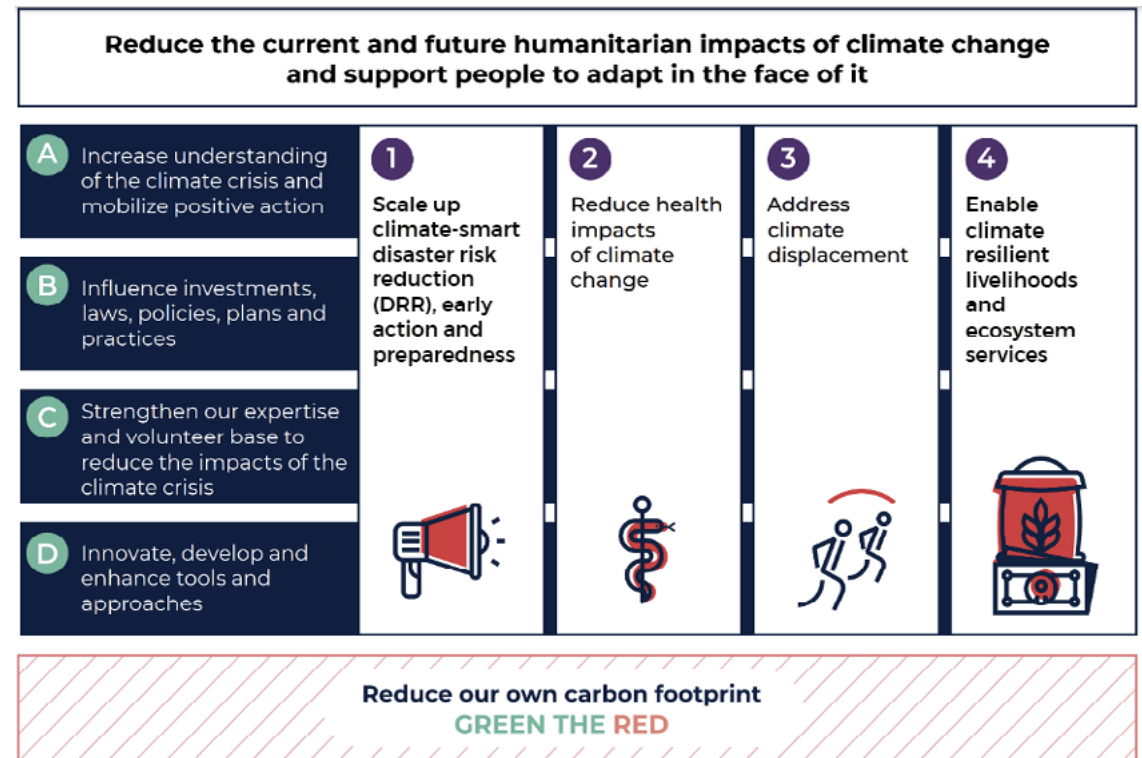 Reduce the current and future humanitarian impacts of climate change
and support people to adapt in the face of it
A
Increase understanding
of the climate crisis and
mobilize positive action
B
Influence investments,
laws, policies, plans and
practices
C
Strengthen our expertise
and volunteer base to
reduce the impacts of the
climate crisis
D
Innovate, develop and
enhance tools and
approaches
1
Scale up
climate-smart
disaster risk
reduction
(DRR), early
action and
preparedness
2
Reduce health
impacts
of climate
change
3
Address
climate
displacement
4
Enable
climate
resilient
livelihoods
and
ecosystem
services
Reduce our own carbon footprint
GREEN THE RED